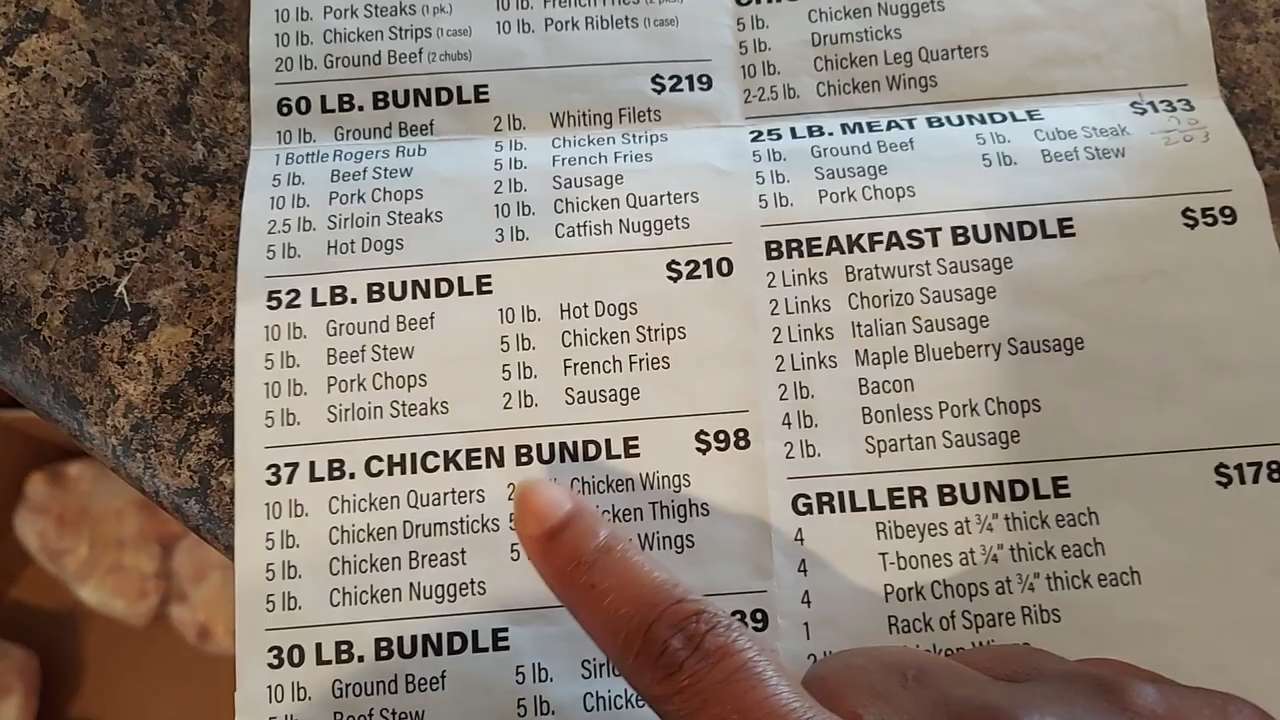 10 lb. Pork Steaks (1 pk.)
10 lb. Chicken Strips (1 case)
20 lb. Ground Beef (2 chubs)
10 lb. French Fries
10 lb. Pork Riblets (1 case)
60 LB. BUNDLE $219
10 lb. Ground Beef
1 Bottle Rogers Rub
5 lb. Beef Stew
10 lb. Pork Chops
2.5 lb. Sirloin Steaks
5 lb. Hot Dogs
2 lb. Whiting Filets
5 lb. Chicken Strips
5 lb. French Fries
2 lb. Sausage
10 lb. Chicken Quarters
3 lb. Catfish Nuggets
52 LB. BUNDLE $210
10 lb. Ground Beef
5 lb. Beef Stew
10 lb. Pork Chops
5 lb. Sirloin Steaks
10 lb. Hot Dogs
5 lb. Chicken Strips
5 lb. French Fries
2 lb. Sausage
37 LB. CHICKEN BUNDLE $98
10 lb. Chicken Quarters
5 lb. Chicken Drumsticks
5 lb. Chicken Breast
5 lb. Chicken Nuggets
Chicken Wings
Thighs
Wings
30 LB. BUNDLE
10 lb. Ground Beef
5 lb. Beef Stew
5 lb.
5 lb.
5 lb. Chicken Nuggets
5 lb. Drumsticks
10 lb. Chicken Leg Quarters
2-2.5 lb. Chicken Wings
25 LB. MEAT BUNDLE $133
70
203
5 lb. Ground Beef
5 lb. Sausage
5 lb. Pork Chops
5 lb. Cube Steak
5 lb. Beef Stew
BREAKFAST BUNDLE $59
2 Links Bratwurst Sausage
2 Links Chorizo Sausage
2 Links Italian Sausage
2 Links Maple Blueberry Sausage
2 lb. Bacon
4 lb. Bonless Pork Chops
2 lb. Spartan Sausage
GRILLER BUNDLE $178
4 Ribeyes at ¾" thick each
4 T-bones at ¾" thick each
4 Pork Chops at ¾" thick each
1 Rack of Spare Ribs